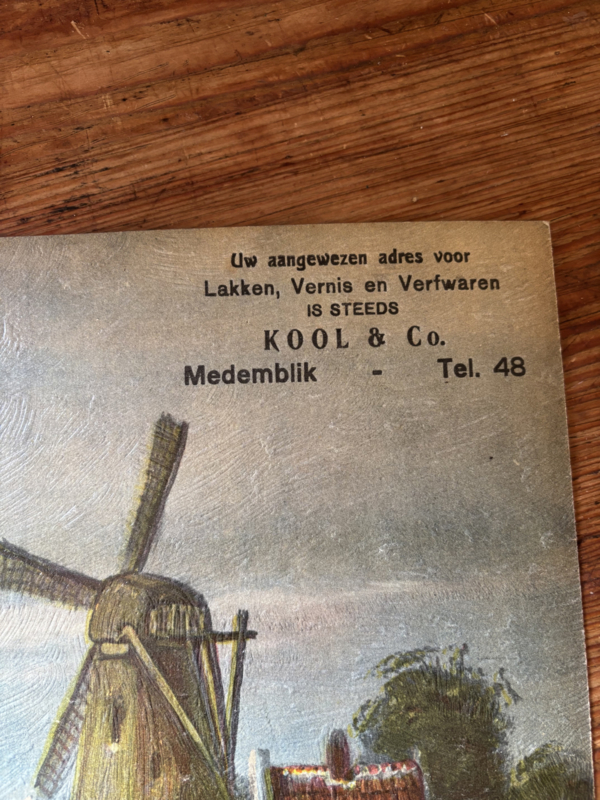 Uw aangewezen adres voor
Lakken, Vernis en Verfwaren
IS STEEDS
KOOL & Co.
Medemblik - Tel. 48